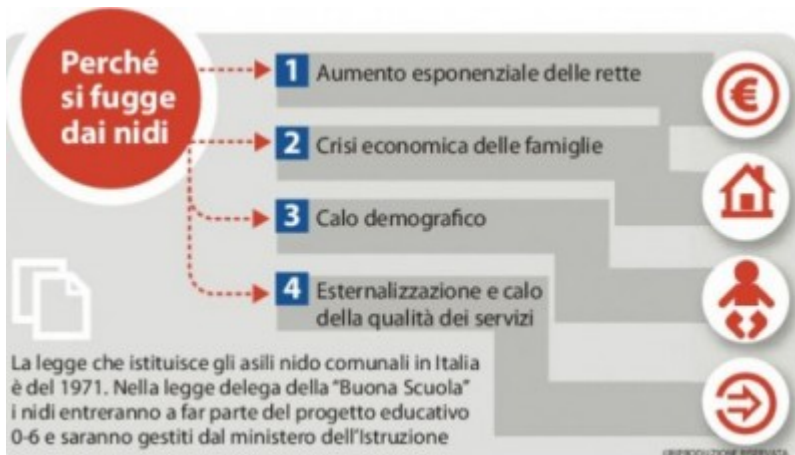 Perché
si fugge
dai nidi
1 Aumento esponenziale delle rette
€
2 Crisi economica delle famiglie
3 Calo demografico
4 Esternalizzazione e calo
della qualità dei servizi
La legge che istituisce gli asili nido comunali in Italia
è del 1971. Nella legge delega della "Buona Scuola"
i nidi entreranno a far parte del progetto educativo
0-6 e saranno gestiti dal ministero dell'Istruzione